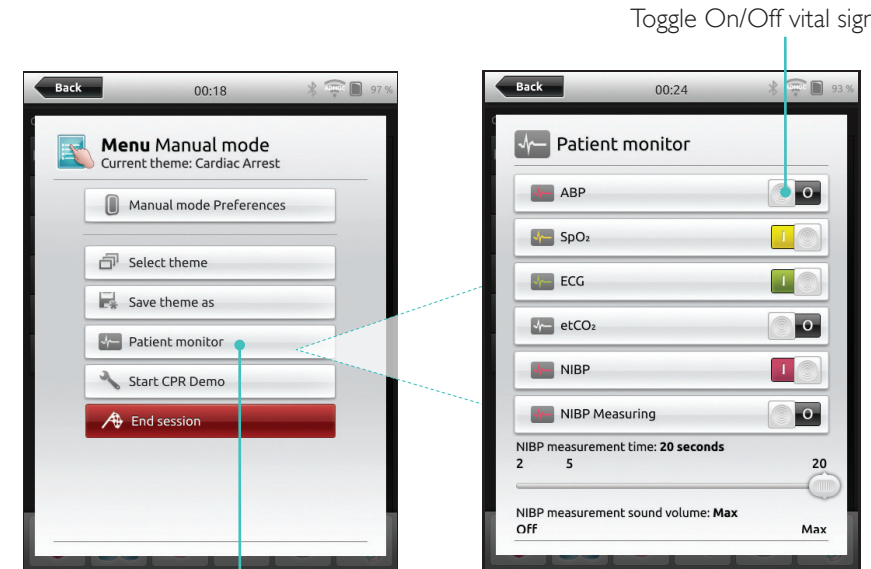 Toggle On/Off vital sign
Back
00:18
97 %
Menu Manual mode
Current theme: Cardiac Arrest
Manual mode Preferences
Select theme
Save theme as
Patient monitor
Start CPR Demo
End session
Back
00:24
93 %
Patient monitor
ABP
O
SpO₂
I
ECG
I
etCO₂
O
NIBP
I
NIBP Measuring
O
NIBP measurement time: 20 seconds
2 5 20
NIBP measurement sound volume: Max
Off Max